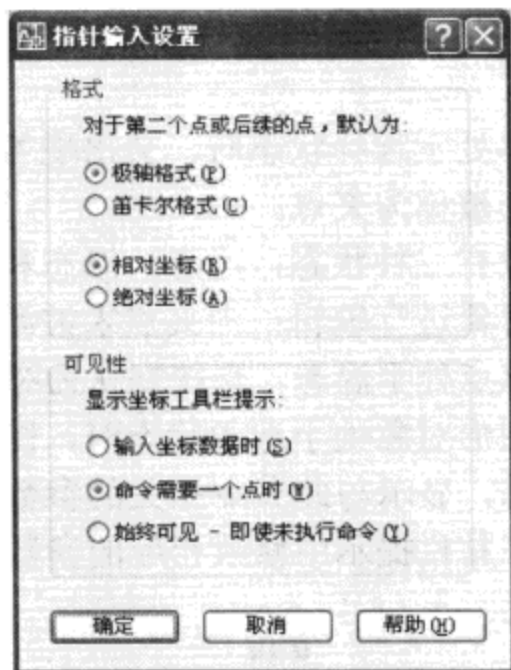 指针输入设置
格式
对于第二个点或后续的点，默认为:
极轴格式(P)
笛卡尔格式(C)
相对坐标(R)
绝对坐标(A)
可见性
显示坐标工具栏提示:
输入坐标数据时(S)
命令需要一个点时(W)
始终可见 - 即使未执行命令(Y)
确定 取消 帮助(H)